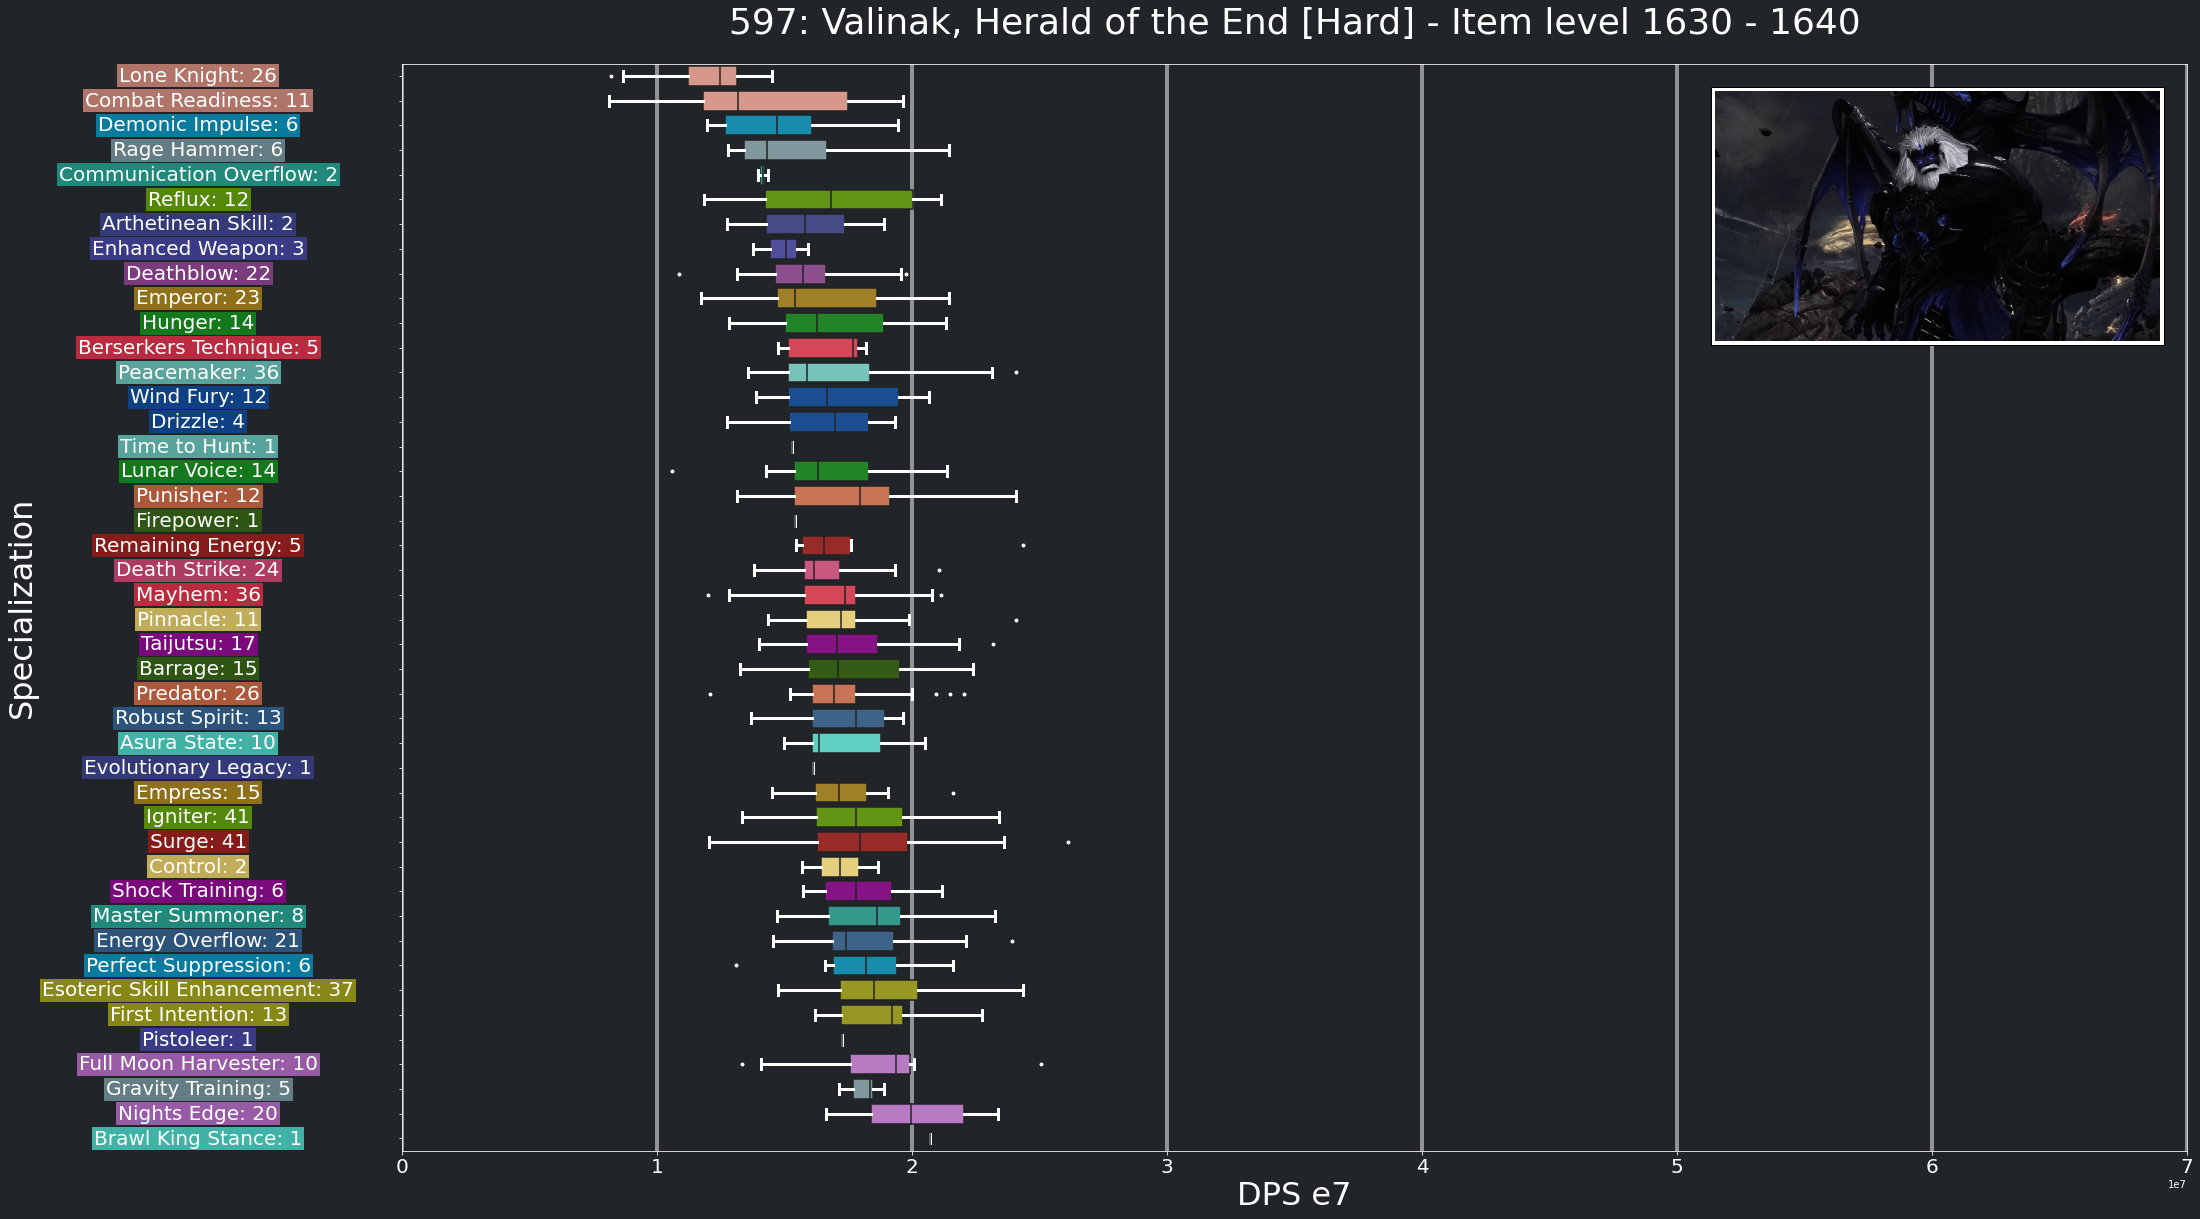 597: Valinak, Herald of the End [Hard] - Item level 1630 - 1640
Lone Knight: 26
Combat Readiness: 11
Demonic Impulse: 6
Rage Hammer: 6
Communication Overflow: 2
Reflux: 12
Arthetinean Skill: 2
Enhanced Weapon: 3
Deathblow: 22
Emperor: 23
Hunger: 14
Berserkers Technique: 5
Peacemaker: 36
Wind Fury: 12
Drizzle: 4
Time to Hunt: 1
Lunar Voice: 14
Punisher: 12
Firepower: 1
Remaining Energy: 5
Death Strike: 24
Mayhem: 36
Pinnacle: 11
Taijutsu: 17
Barrage: 15
Predator: 26
Robust Spirit: 13
Asura State: 10
Evolutionary Legacy: 1
Empress: 15
Igniter: 41
Surge: 41
Control: 2
Shock Training: 6
Master Summoner: 8
Energy Overflow: 21
Perfect Suppression: 6
Esoteric Skill Enhancement: 37
First Intention: 13
Pistoleer: 1
Full Moon Harvester: 10
Gravity Training: 5
Nights Edge: 20
Brawl King Stance: 1
Specialization
0 1 2 3 4 5 6 7
1e7
DPS e7